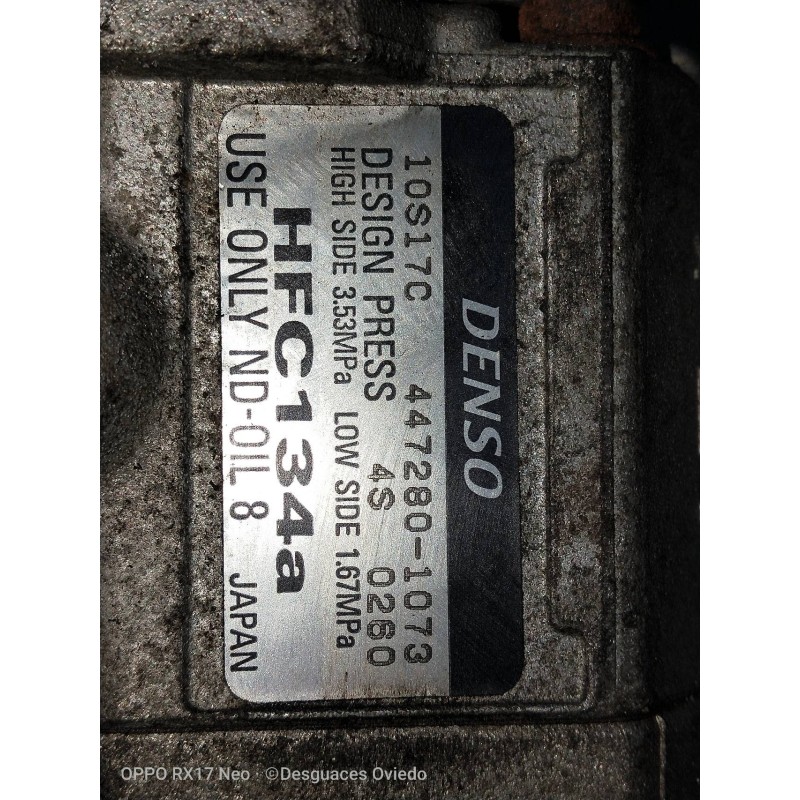 DENSO
10S17C 447280-1073
DESIGN PRESS 4S 0260
HIGH SIDE 3.53MPa LOW SIDE 1.67MPa
HFC134a
USE ONLY ND-OIL 8 JAPAN
OPPO RX17 Neo · ©Desguaces Oviedo